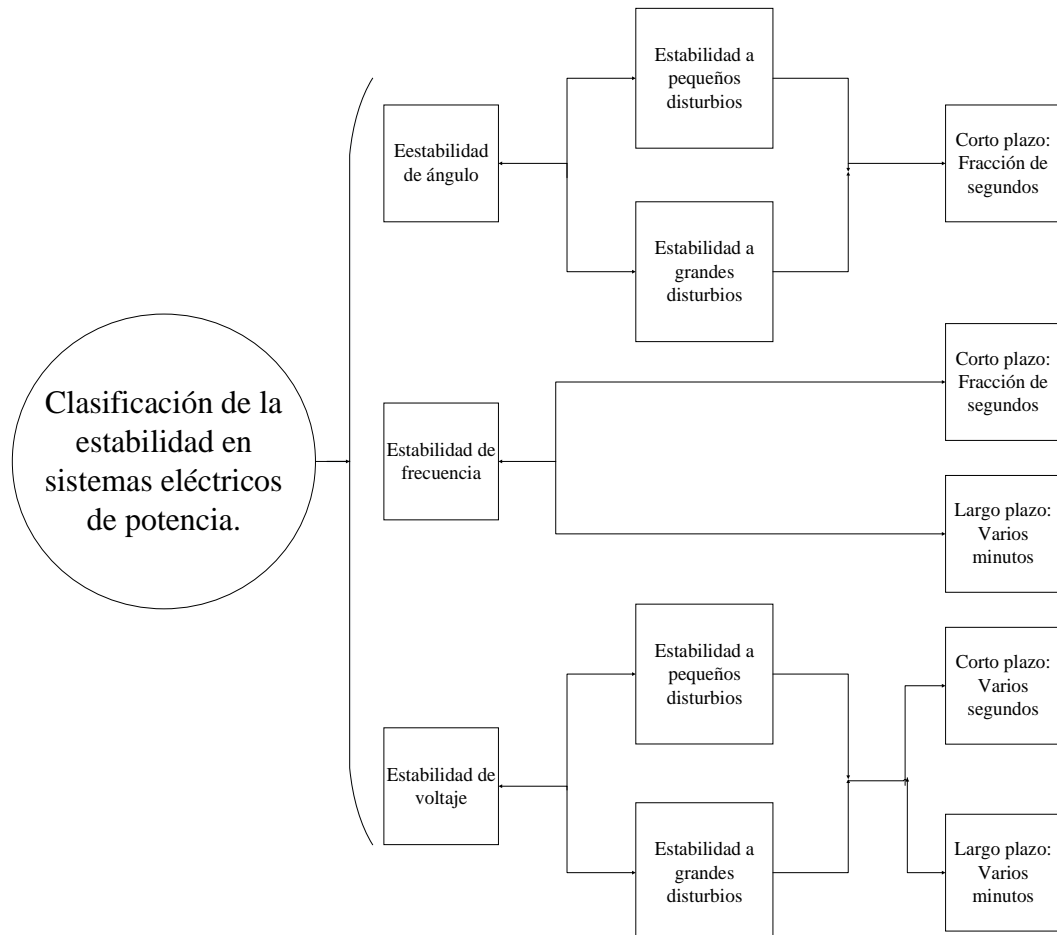 Clasificación de la
estabilidad en
sistemas eléctricos
de potencia.
Eestabilidad
de ángulo
Estabilidad a
pequeños
disturbios
Estabilidad a
grandes
disturbios
Corto plazo:
Fracción de
segundos
Estabilidad de
frecuencia
Corto plazo:
Fracción de
segundos
Largo plazo:
Varios
minutos
Estabilidad de
voltaje
Estabilidad a
pequeños
disturbios
Estabilidad a
grandes
disturbios
Corto plazo:
Varios
segundos
Largo plazo:
Varios
minutos